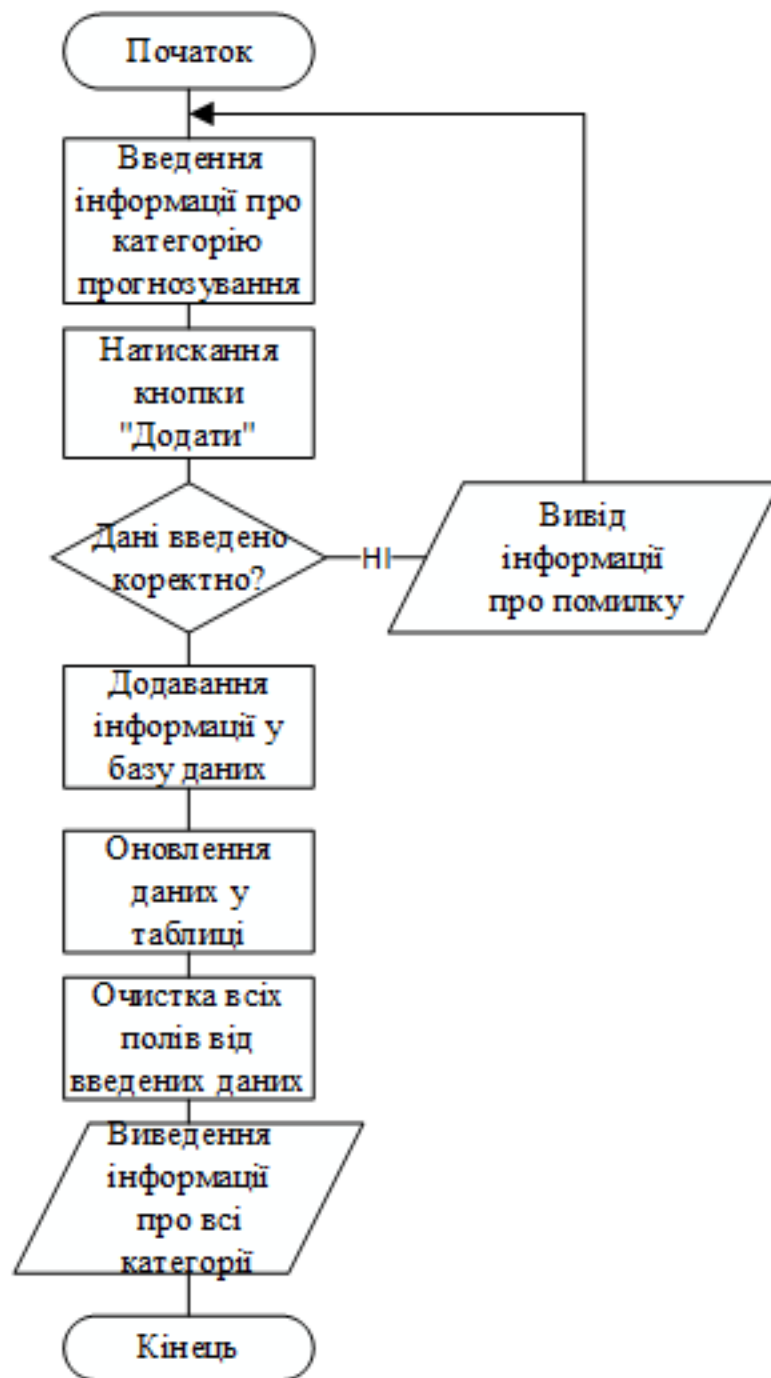 Початок
Введення
інформації про
категорію
прогнозування
Натискання
кнопки
"Додати"
Дані введено
коректно?
НІ
Вивід
інформації
про помилку
Додавання
інформації у
базу даних
Оновлення
даних у
таблиці
Очистка всіх
полів від
введених даних
Виведення
інформації
про всі
категорії
Кінець